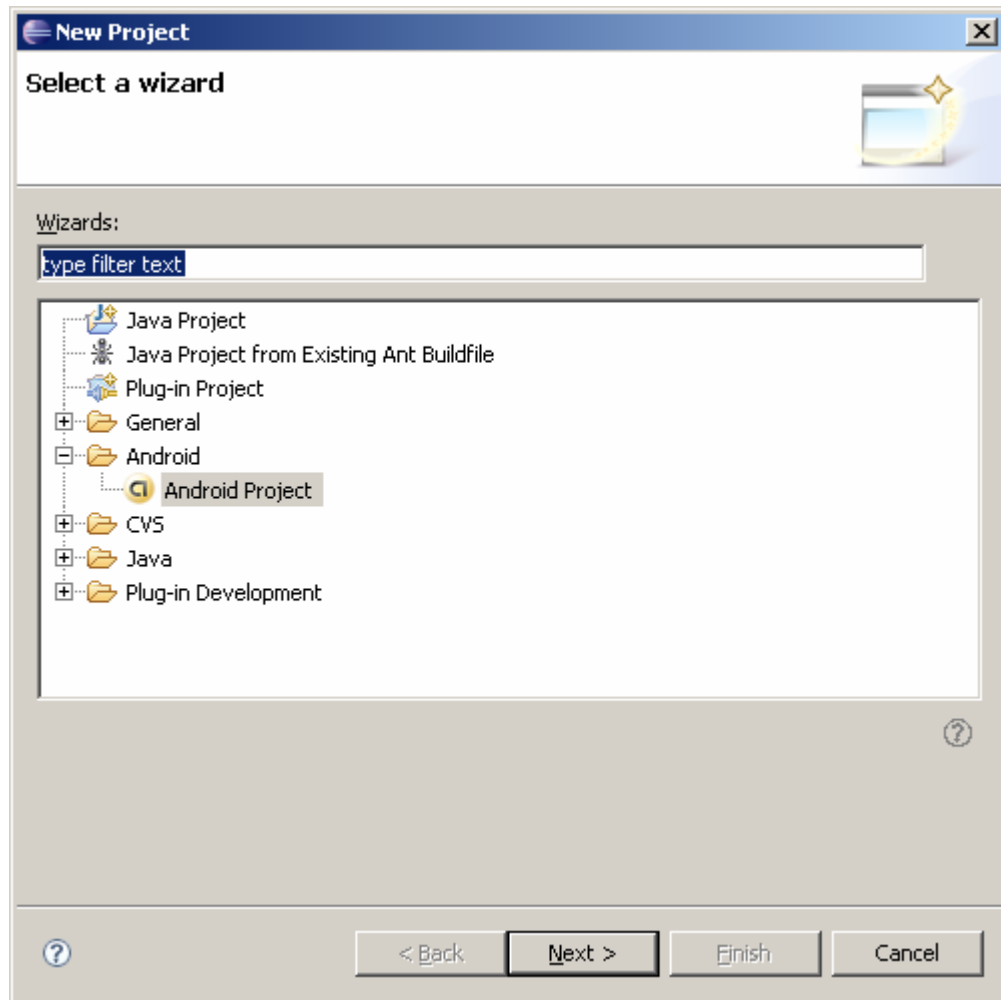 New Project
Select a wizard
Wizards:
type filter text
Java Project
Java Project from Existing Ant Buildfile
Plug-in Project
General
Android
Android Project
CVS
Java
Plug-in Development
< Back Next > Finish Cancel